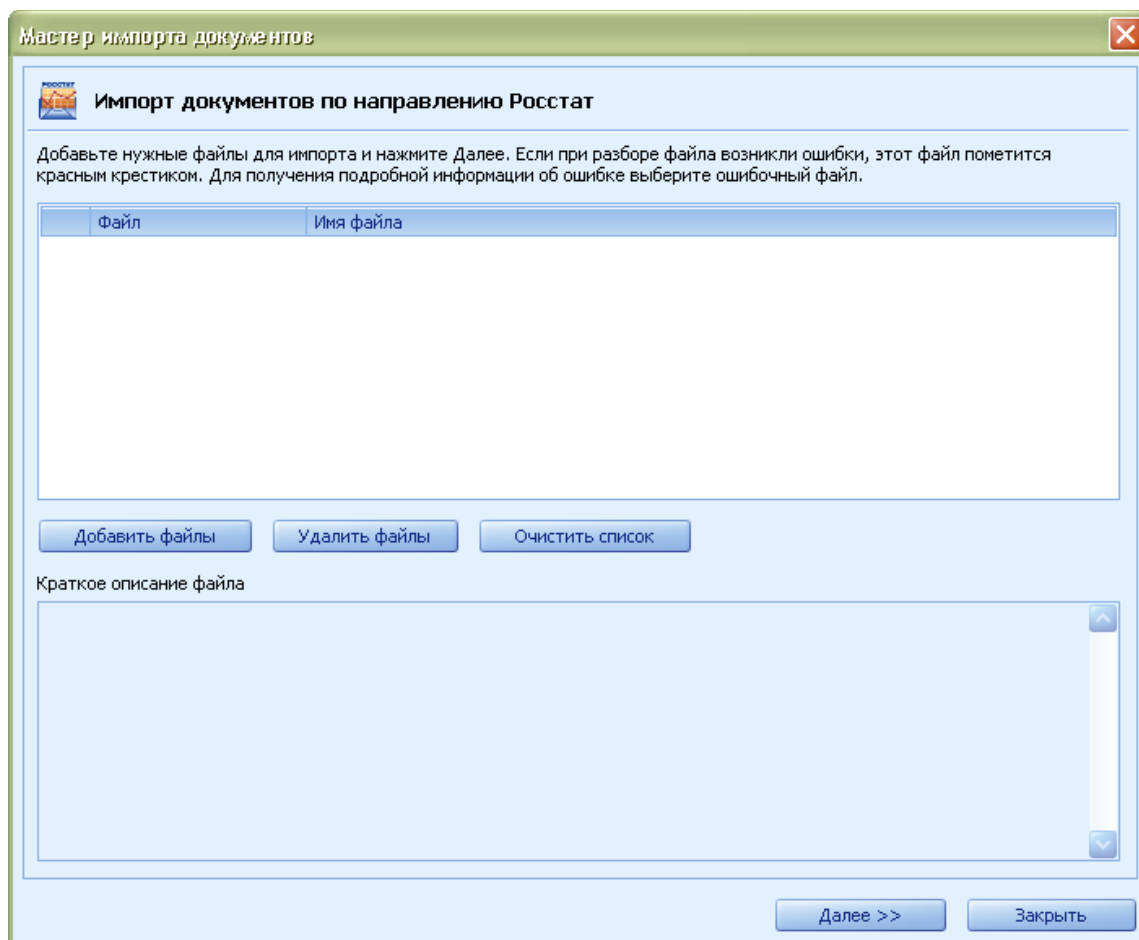 Мастер импорта документов
РОССТАТ
Импорт документов по направлению Росстат
Добавьте нужные файлы для импорта и нажмите Далее. Если при разборе файла возникли ошибки, этот файл пометится
красным крестиком. Для получения подробной информации об ошибке выберите ошибочный файл.
Файл Имя файла
Добавить файлы Удалить файлы Очистить список
Краткое описание файла
Далее >> Закрыть